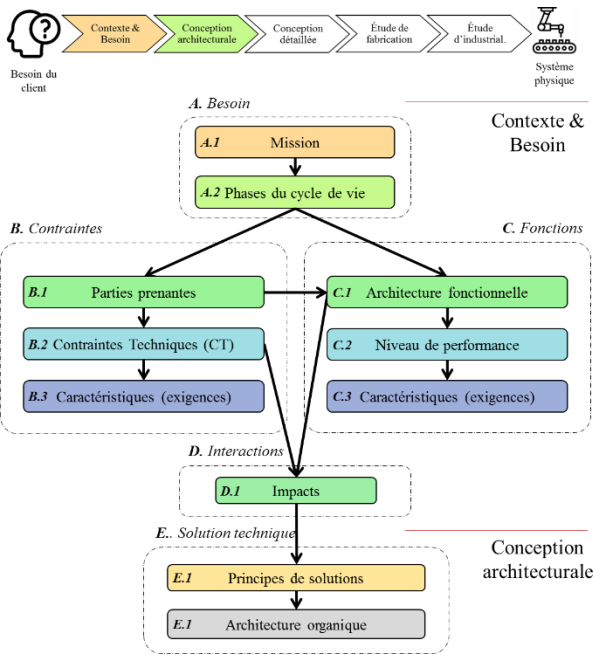 Contexte &
Besoin
Conception
architecturale
Conception
détaillée
Étude de
fabrication
Étude
d'industrial.
Besoin du
client
Système
physique
A. Besoin
Contexte &
Besoin
A.1 Mission
A.2 Phases du cycle de vie
B. Contraintes
C. Fonctions
B.1 Parties prenantes
C.1 Architecture fonctionnelle
B.2 Contraintes Techniques (CT)
C.2 Niveau de performance
B.3 Caractéristiques (exigences)
C.3 Caractéristiques (exigences)
D. Interactions
D.1 Impacts
E.. Solution technique
Conception
architecturale
E.1 Principes de solutions
E.1 Architecture organique